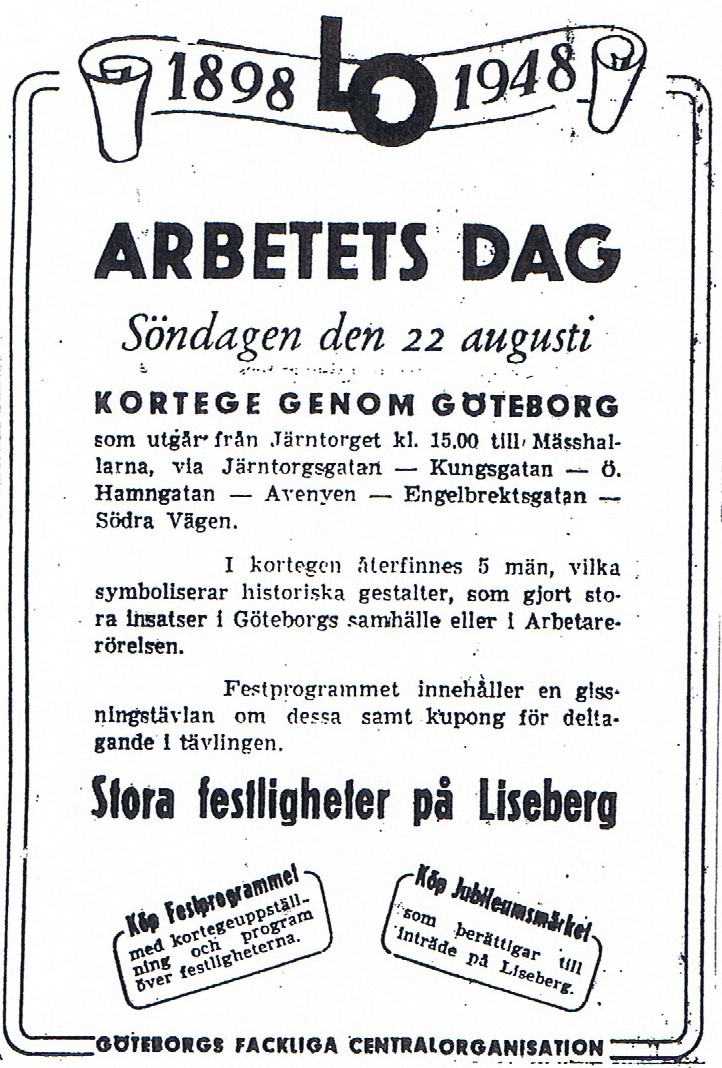 1898 LO 1948
ARBETETS DAG
Söndagen den 22 augusti
KORTEGE GENOM GÖTEBORG
som utgår från Järntorget kl. 15.00 till Mässhal-
larna, via Järntorgsgatan — Kungsgatan — Ö.
Hamngatan — Avenyen — Engelbrektsgatan —
Södra Vägen.
I kortegen återfinnes 5 män, vilka
symboliserar historiska gestalter, som gjort sto-
ra insatser i Göteborgs samhälle eller i Arbetare-
rörelsen.
Festprogrammet innehåller en giss-
ningstävlan om dessa samt kupong för delta-
gande i tävlingen.
Stora festligheter på Liseberg
Köp Festprogrammet
med kortegeuppställ-
ning och program
över festligheterna.
Köp Jubileumsmärket
som berättigar till
inträde på Liseberg.
GÖTEBORGS FACKLIGA CENTRALORGANISATION